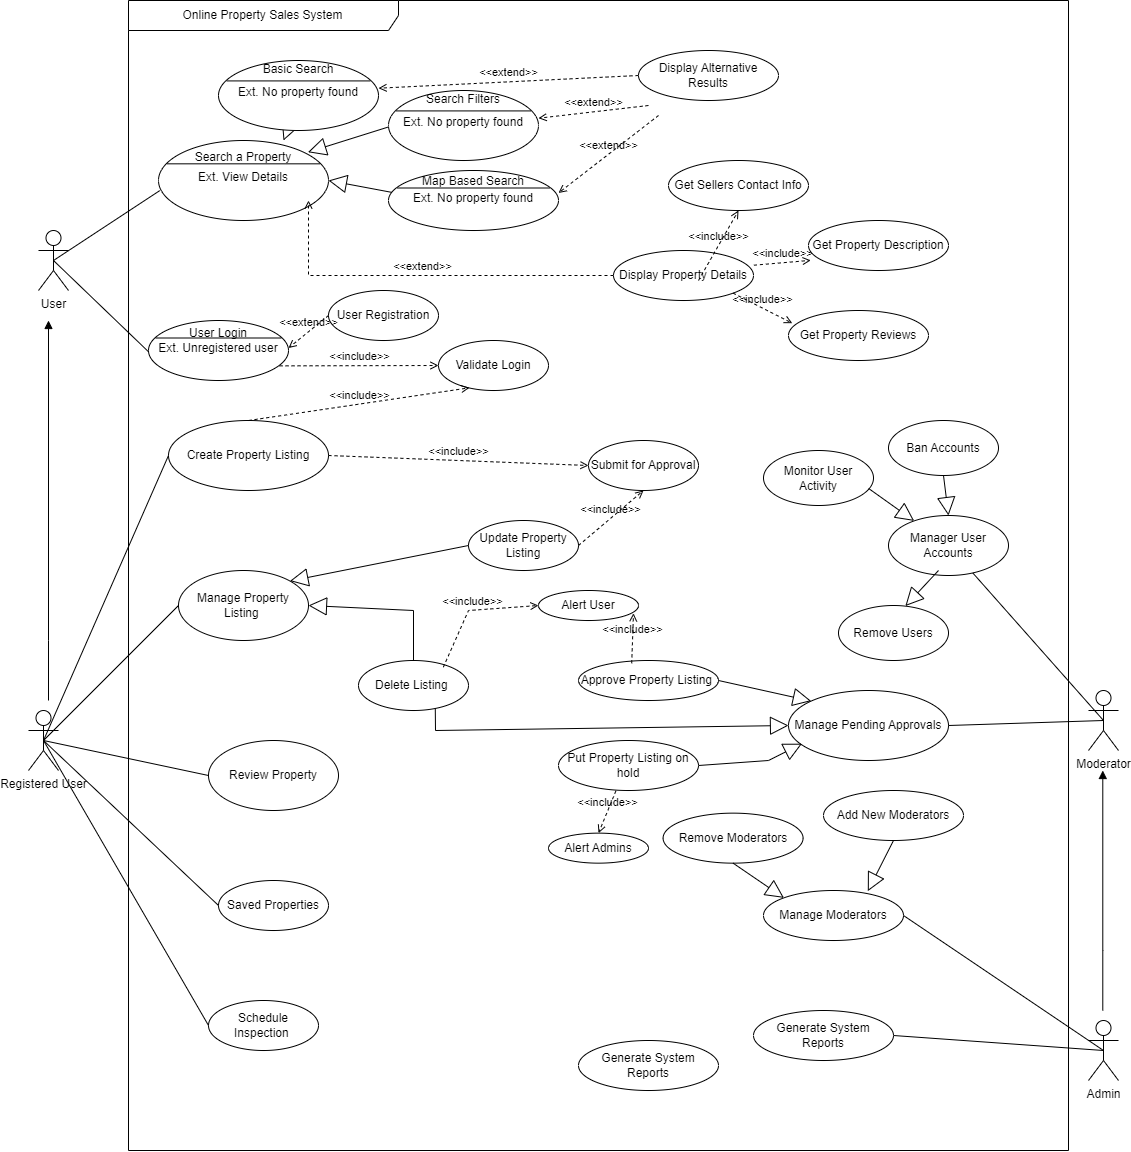 Online Property Sales System
Basic Search
Ext. No property found
<<extend>>
Display Alternative
Results
Search Filters
Ext. No property found
<<extend>>
<<extend>>
Search a Property
Ext. View Details
Map Based Search
Ext. No property found
Get Sellers Contact Info
<<include>>
Get Property Description
<<include>>
<<extend>>
Display Property Details
<<include>>
Get Property Reviews
User
User Registration
<<extend>>
User Login
Ext. Unregistered user
<<include>>
Validate Login
<<include>>
Create Property Listing
<<include>>
Submit for Approval
Ban Accounts
Monitor User
Activity
<<include>>
Update Property
Listing
Manager User
Accounts
Manage Property
Listing
<<include>>
Alert User
<<include>>
Remove Users
Delete Listing
Approve Property Listing
Manage Pending Approvals
Registered User
Review Property
Put Property Listing on
hold
Moderator
<<include>>
Alert Admins
Remove Moderators
Add New Moderators
Saved Properties
Manage Moderators
Schedule
Inspection
Generate System
Reports
Generate System
Reports
Admin